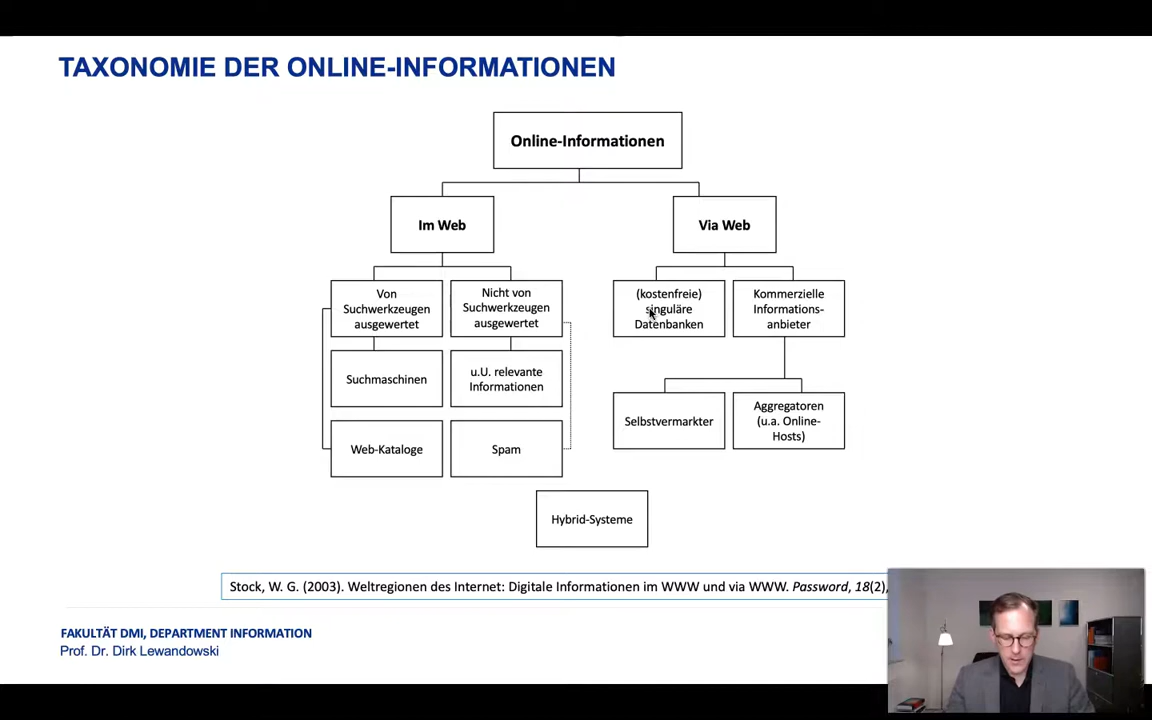 TAXONOMIE DER ONLINE-INFORMATIONEN
Online-Informationen
Im Web
Via Web
Von
Suchwerkzeugen
ausgewertet
Nicht von
Suchwerkzeugen
ausgewertet
(kostenfreie)
singuläre
Datenbanken
Kommerzielle
Informations-
anbieter
Suchmaschinen
u.U. relevante
Informationen
Selbstvermarkter
Aggregatoren
(u.a. Online-
Hosts)
Web-Kataloge
Spam
Hybrid-Systeme
Stock, W. G. (2003). Weltregionen des Internet: Digitale Informationen im WWW und via WWW. Password, 18(2),
FAKULTÄT DMI, DEPARTMENT INFORMATION
Prof. Dr. Dirk Lewandowski